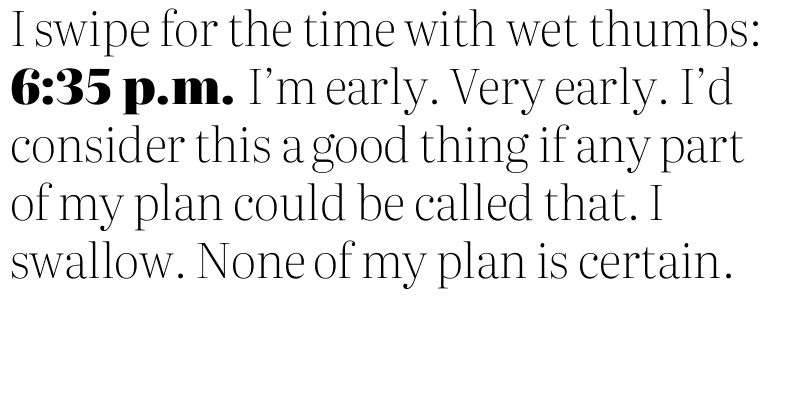 I swipe for the time with wet thumbs:
6:35 p.m. I’m early. Very early. I’d
consider this a good thing if any part
of my plan could be called that. I
swallow. None of my plan is certain.